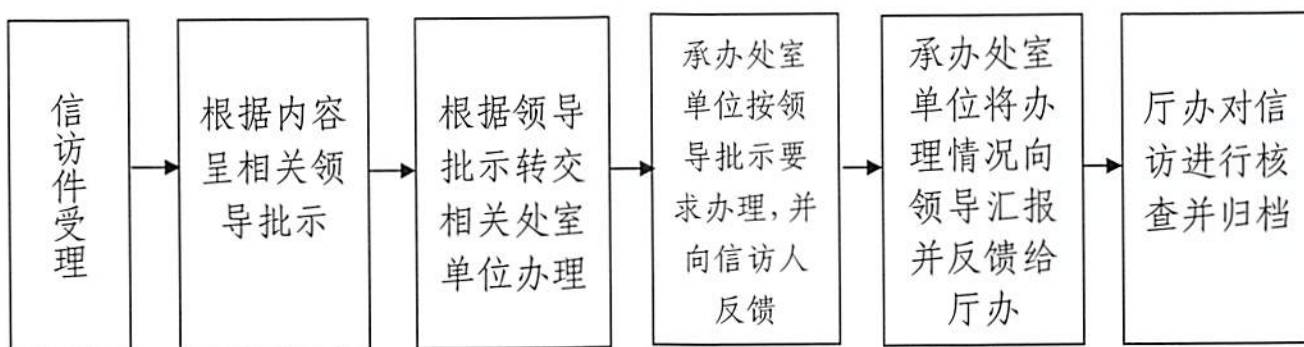 信访件受理
根据内容
呈相关领
导批示
根据领导
批示转交
相关处室
单位办理
承办处室
单位按领
导批示要
求办理,并
向信访人
反馈
承办处室
单位将办
理情况向
领导汇报
并反馈给
厅办
厅办对信
访进行核
查并归档